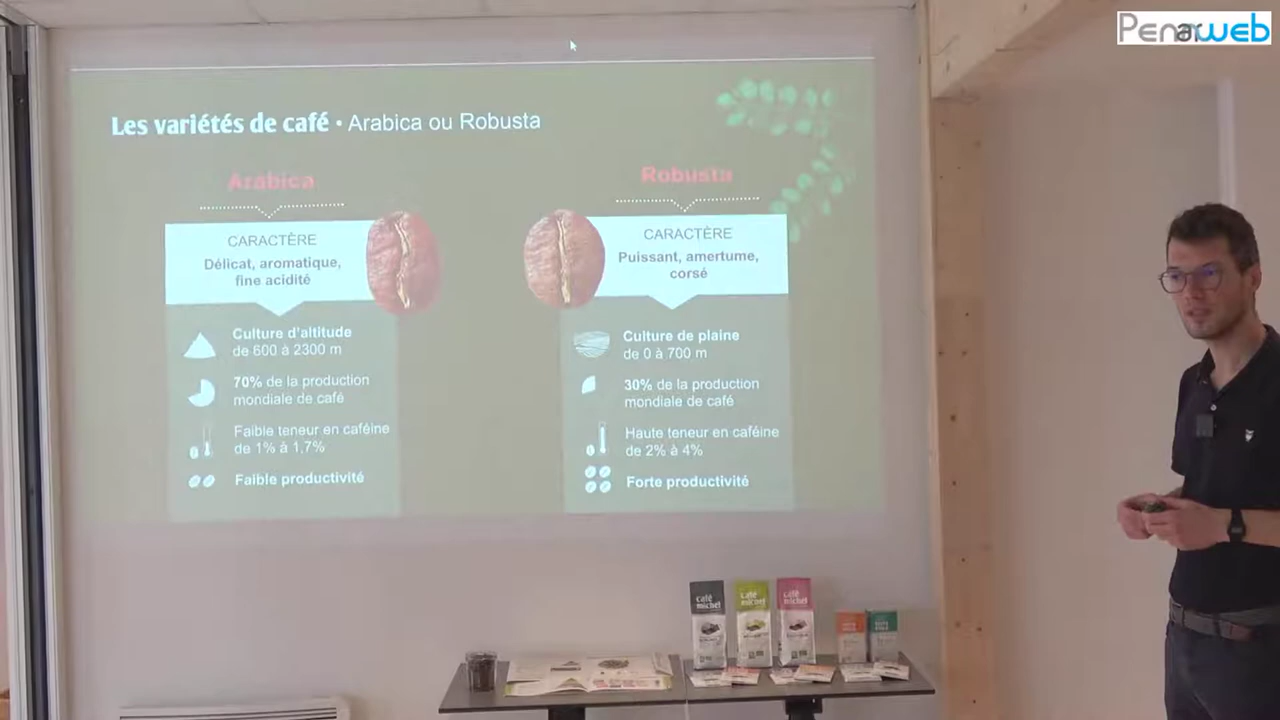 Penarweb
Les variétés de café • Arabica ou Robusta
Arabica
CARACTÈRE
Délicat, aromatique,
fine acidité
Culture d'altitude
de 600 à 2300 m
70% de la production
mondiale de café
Faible teneur en caféine
de 1% à 1,7%
Faible productivité
Robusta
CARACTÈRE
Puissant, amertume,
corsé
Culture de plaine
de 0 à 700 m
30% de la production
mondiale de café
Haute teneur en caféine
de 2% à 4%
Forte productivité
café
michel
café
michel
café
michel